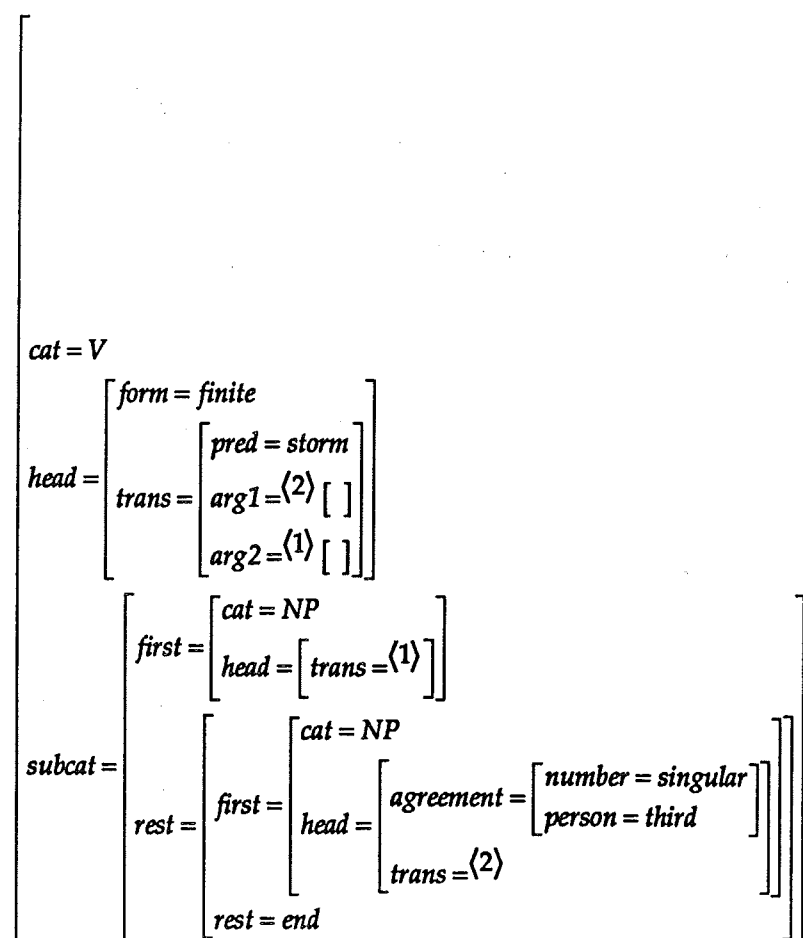 cat = V
form = finite
pred = storm
head =
trans =
arg1 = ⟨2⟩ [ ]
arg2 = ⟨1⟩ [ ]
cat = NP
first =
head = [ trans = ⟨1⟩ ]
cat = NP
subcat =
number = singular
agreement =
first =
person = third
rest =
head =
trans = ⟨2⟩
rest = end